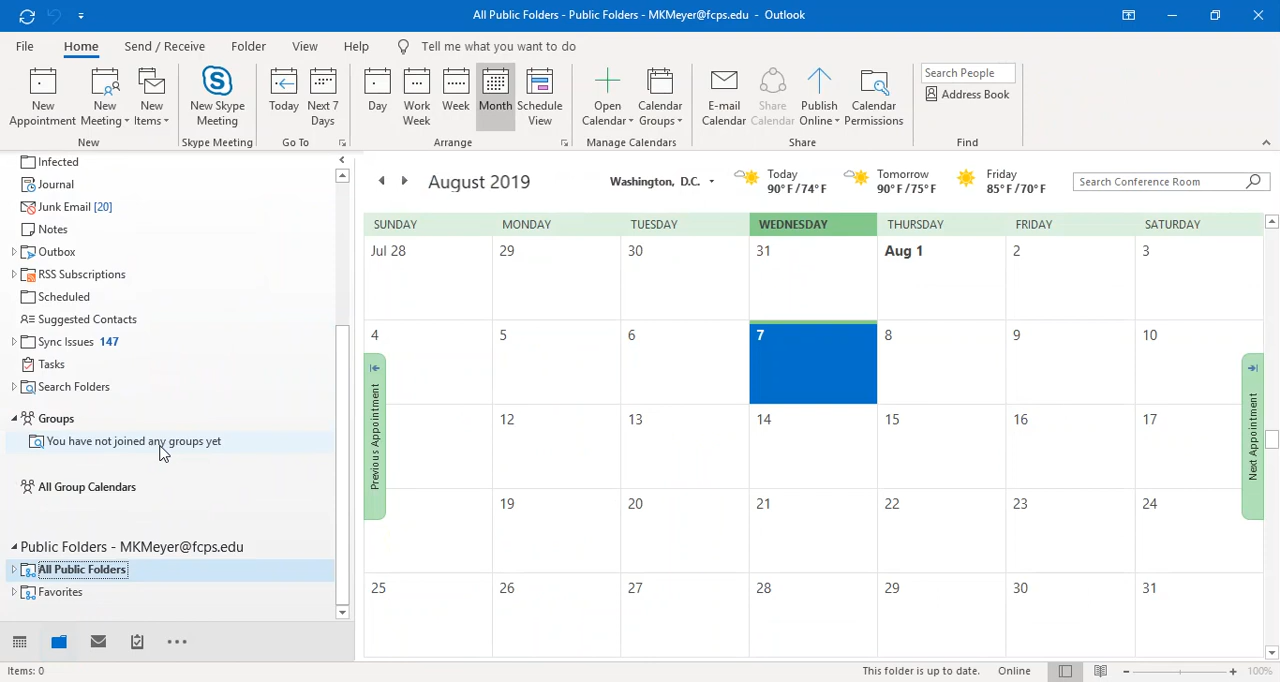 All Public Folders - Public Folders - MKMeyer@fcps.edu - Outlook
File Home Send / Receive Folder View Help Tell me what you want to do
New Appointment
New Meeting
New Items
New
New Skype Meeting
Skype Meeting
Today
Next 7 Days
Go To
Day
Work Week
Week
Month
Schedule View
Arrange
Open Calendar
Calendar Groups
Manage Calendars
E-mail Calendar
Share Calendar
Publish Online
Calendar Permissions
Share
Search People
Address Book
Find
Infected
Journal
Junk Email [20]
Notes
Outbox
RSS Subscriptions
Scheduled
Suggested Contacts
Sync Issues 147
Tasks
Search Folders
Groups
You have not joined any groups yet
All Group Calendars
Public Folders - MKMeyer@fcps.edu
All Public Folders
Favorites
August 2019
Washington, D.C.
Today
90°F/74°F
Tomorrow
90°F/75°F
Friday
85°F/70°F
Search Conference Room
SUNDAY MONDAY TUESDAY WEDNESDAY THURSDAY FRIDAY SATURDAY
Jul 28 29 30 31 Aug 1 2 3
4 5 6 7 8 9 10
Previous Appointment
Next Appointment
12 13 14 15 16 17
19 20 21 22 23 24
25 26 27 28 29 30 31
Items: 0
This folder is up to date. Online
100%